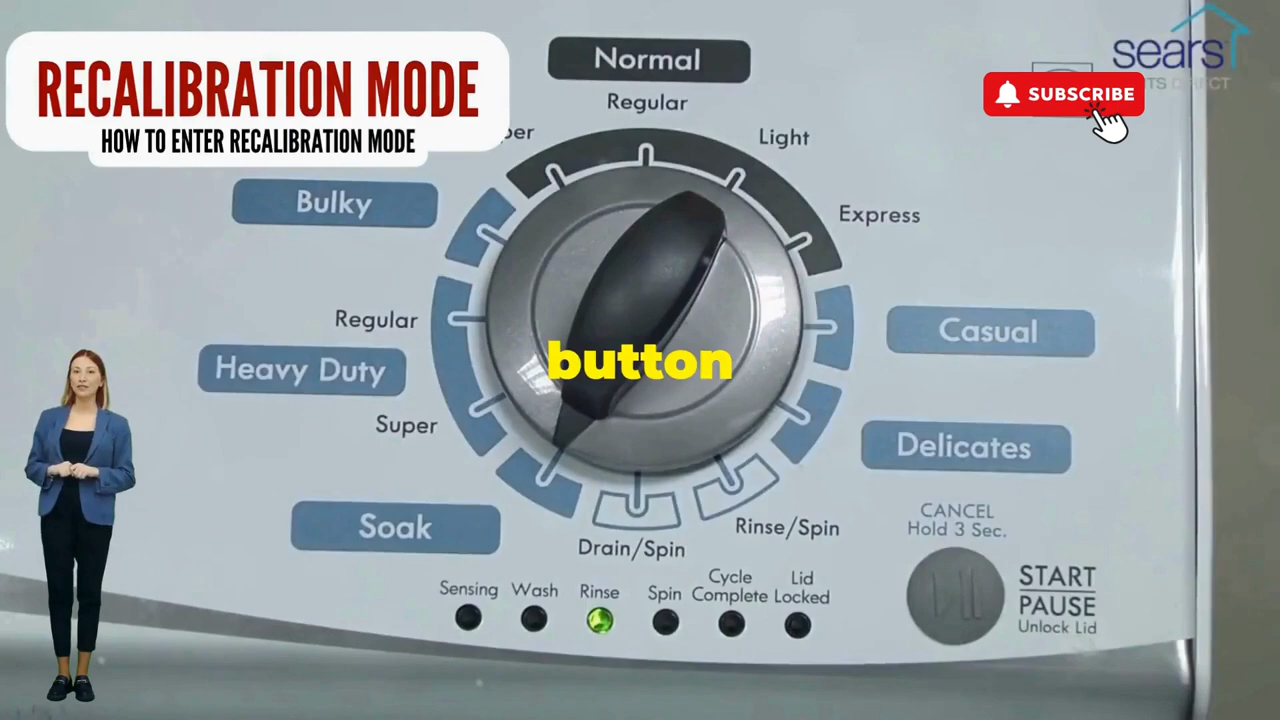 Normal
sears
RECALIBRATION MODE
HOW TO ENTER RECALIBRATION MODE
SUBSCRIBE
DIRECT
Regular
Light
Bulky
Express
Regular
Casual
Heavy Duty
button
Super
Delicates
Soak
Rinse/Spin
Drain/Spin
CANCEL
Hold 3 Sec.
Sensing
Wash
Rinse
Spin
Cycle
Complete
Lid
Locked
START
PAUSE
Unlock Lid